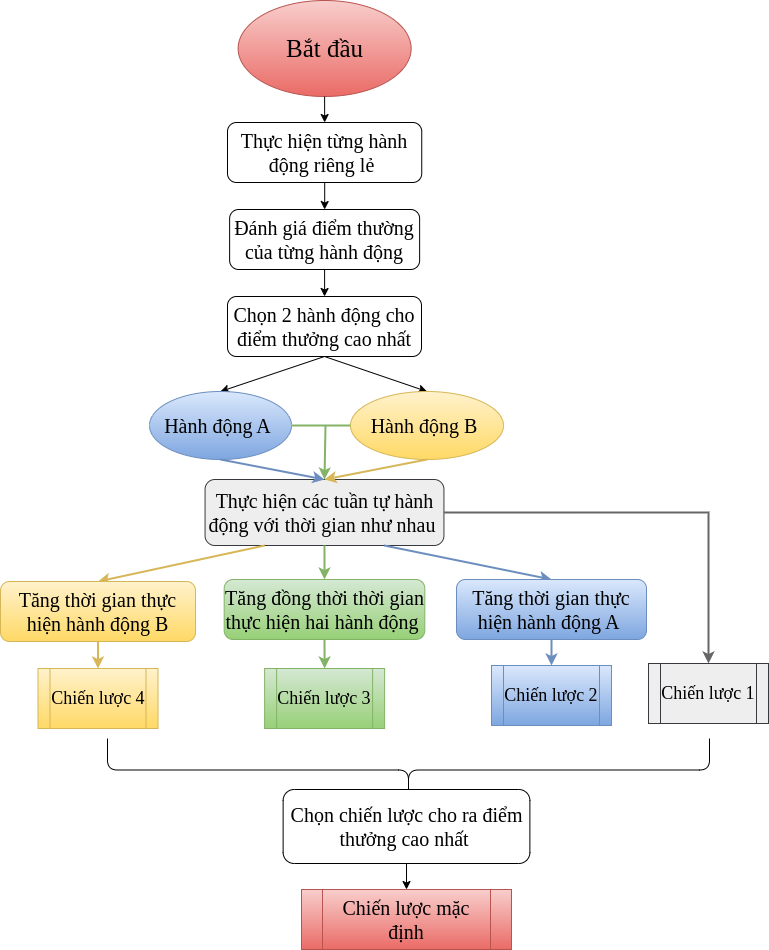 Bắt đầu
Thực hiện từng hành
động riêng lẻ
Đánh giá điểm thường
của từng hành động
Chọn 2 hành động cho
điểm thưởng cao nhất
Hành động A
Hành động B
Thực hiện các tuần tự hành
động với thời gian như nhau
Tăng thời gian thực
hiện hành động B
Tăng đồng thời thời gian
thực hiện hai hành động
Tăng thời gian thực
hiện hành động A
Chiến lược 4
Chiến lược 3
Chiến lược 2
Chiến lược 1
Chọn chiến lược cho ra điểm
thưởng cao nhất
Chiến lược mặc
định